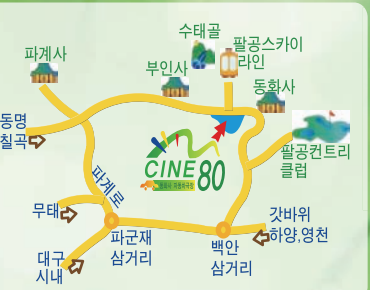 수태골
파계사
팔공스카이
라인
부인사
동화사
동명
칠곡
팔공컨트리
클럽
CINE 80
파계로
무태
파군재
삼거리
갓바위
하양,영천
백안
삼거리
대구
시내